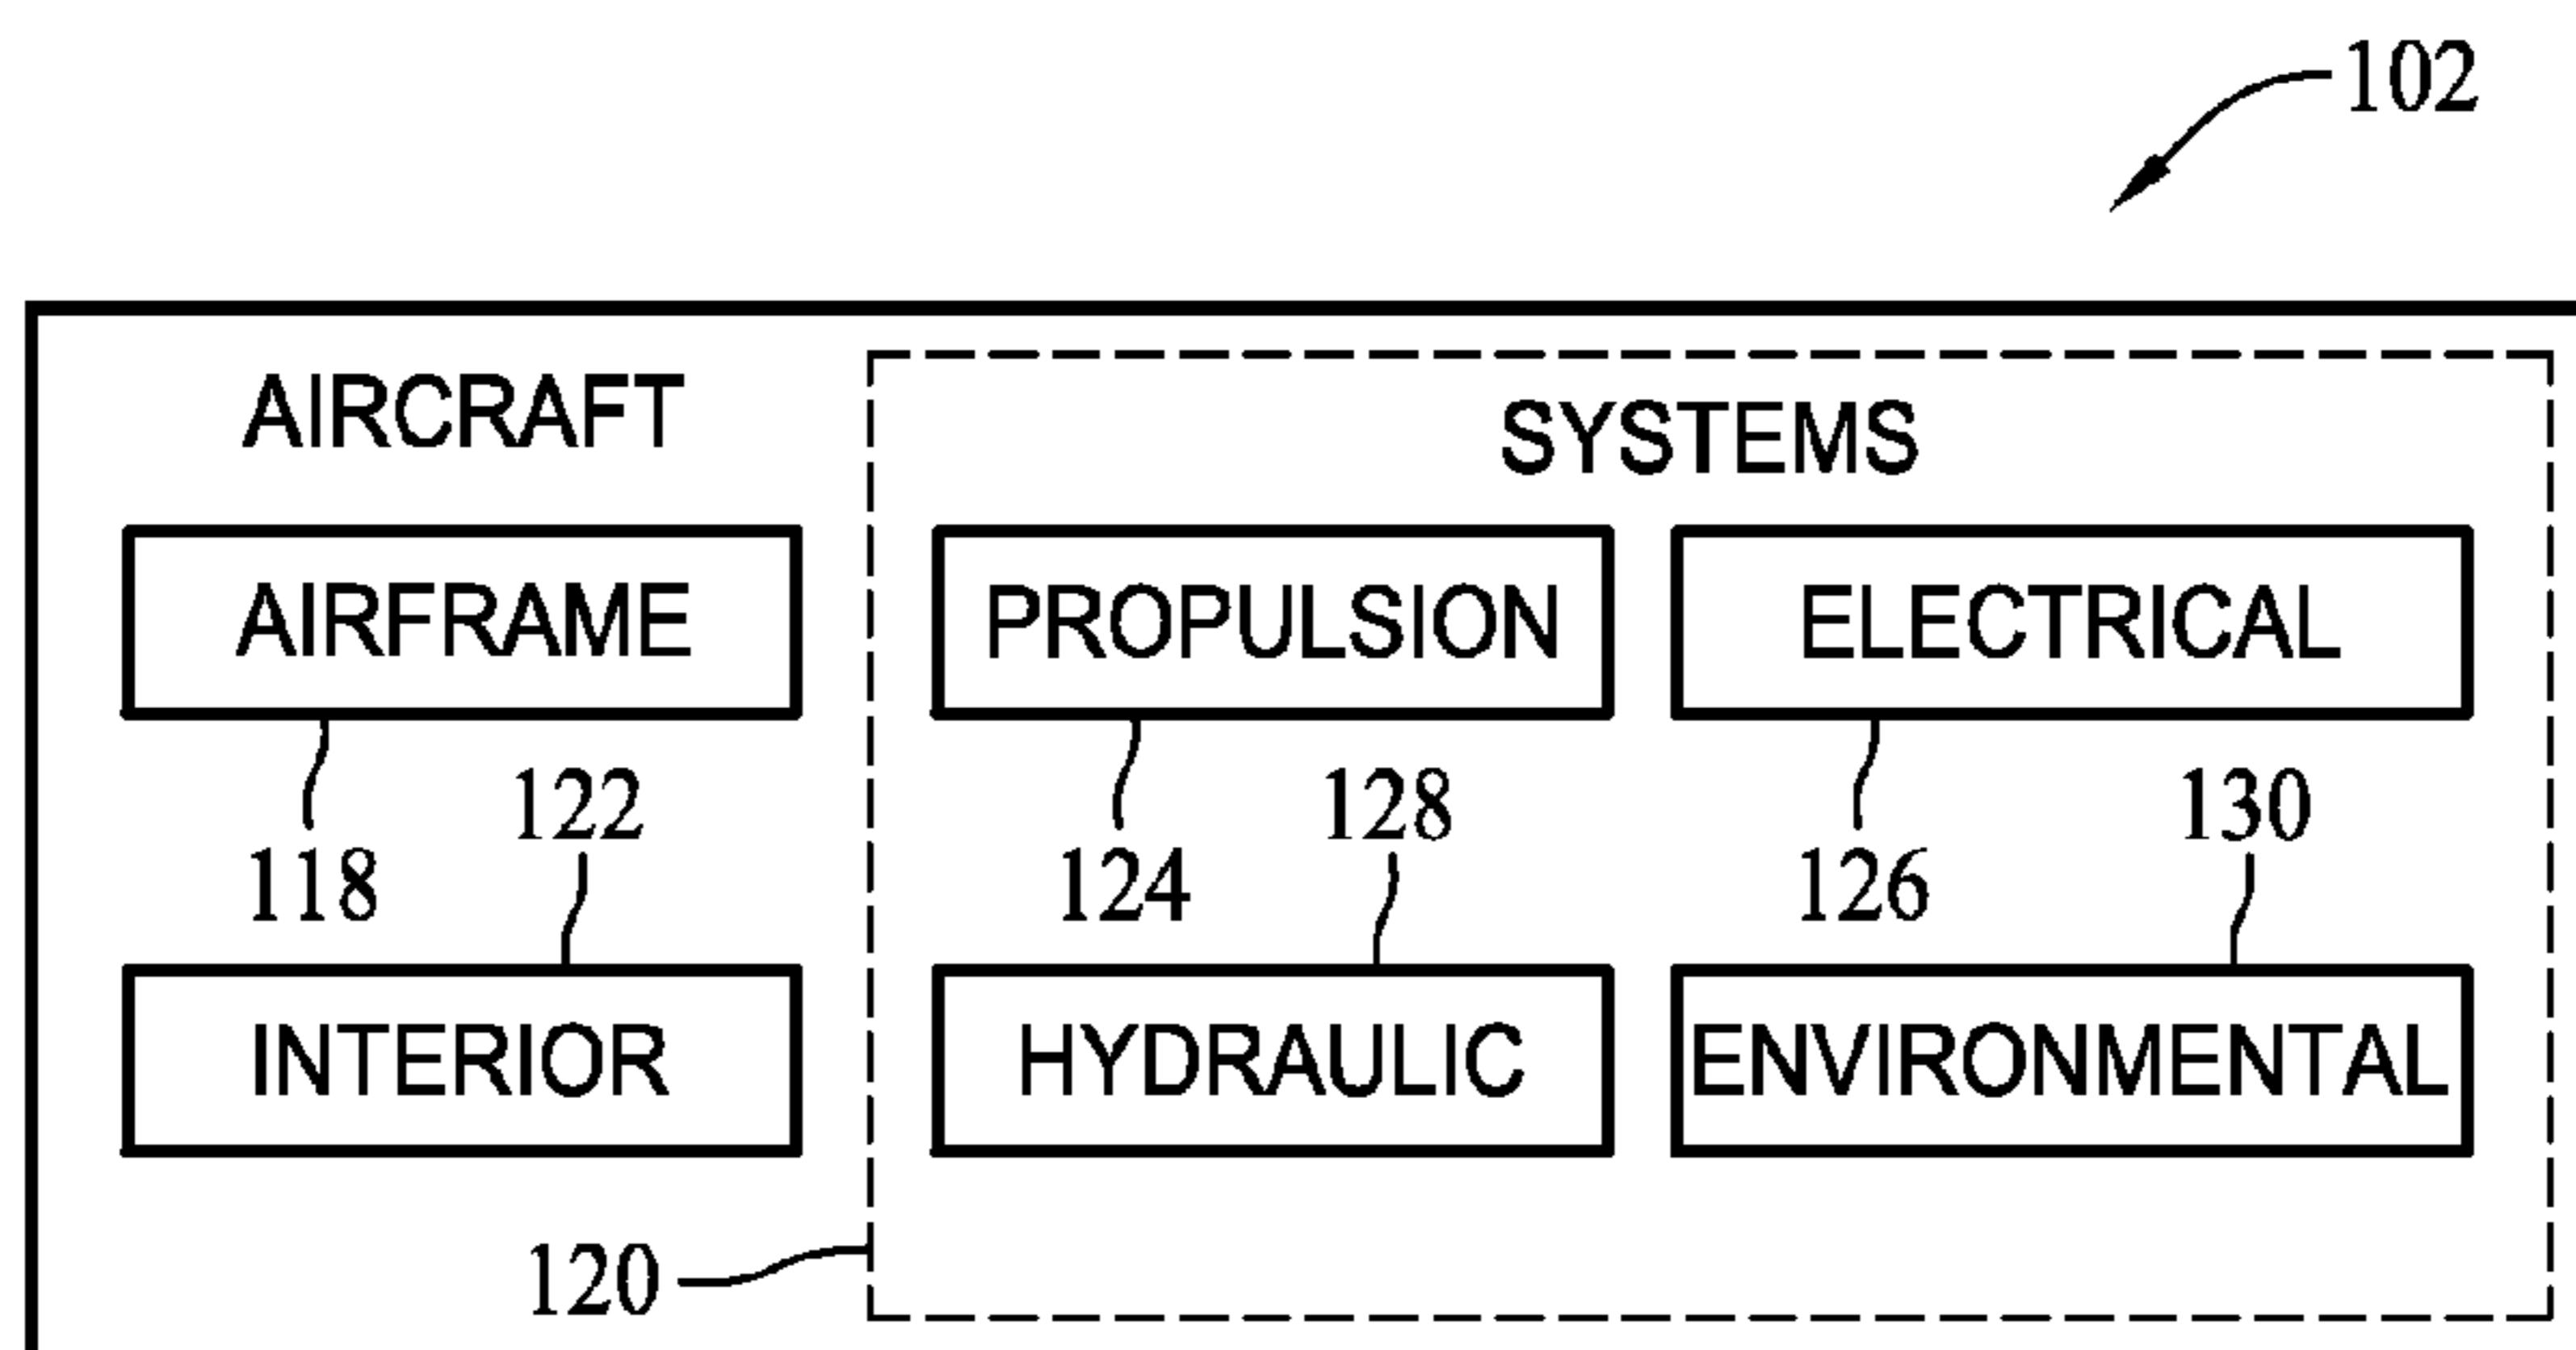 102
AIRCRAFT
SYSTEMS
AIRFRAME
PROPULSION
ELECTRICAL
122
128
130
118
124
126
INTERIOR
HYDRAULIC
ENVIRONMENTAL
120